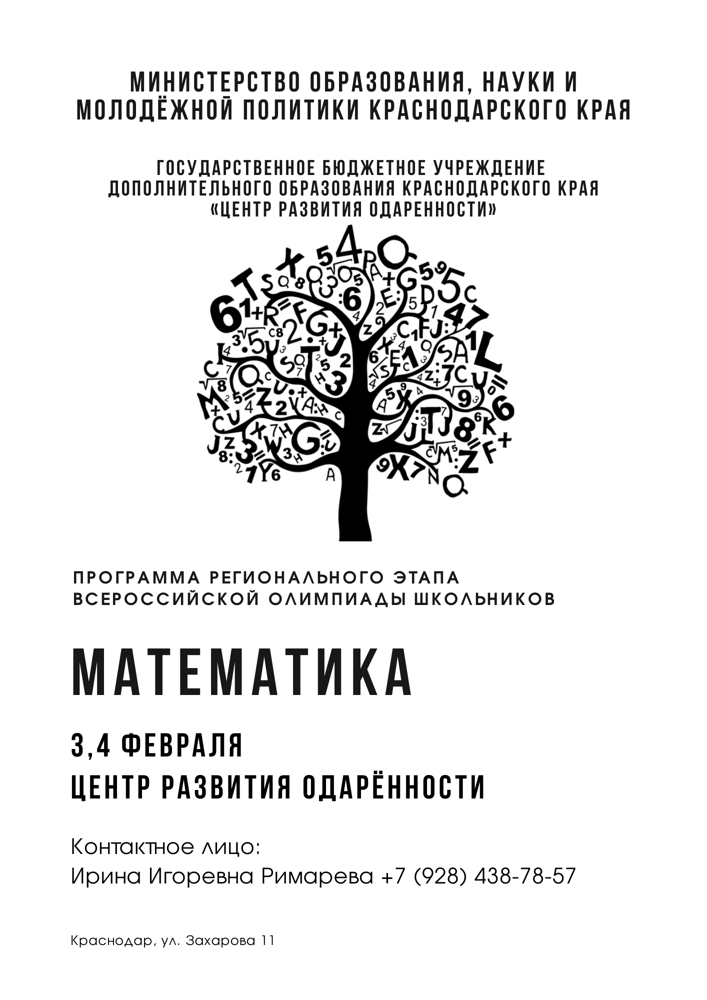 МИНИСТЕРСТВО ОБРАЗОВАНИЯ, НАУКИ И
МОЛОДЁЖНОЙ ПОЛИТИКИ КРАСНОДАРСКОГО КРАЯ
ГОСУДАРСТВЕННОЕ БЮДЖЕТНОЕ УЧРЕЖДЕНИЕ
ДОПОЛНИТЕЛЬНОГО ОБРАЗОВАНИЯ КРАСНОДАРСКОГО КРАЯ
«ЦЕНТР РАЗВИТИЯ ОДАРЕННОСТИ»
ПРОГРАММА РЕГИОНАЛЬНОГО ЭТАПА
ВСЕРОССИЙСКОЙ ОЛИМПИАДЫ ШКОЛЬНИКОВ
МАТЕМАТИКА
3,4 ФЕВРАЛЯ
ЦЕНТР РАЗВИТИЯ ОДАРЁННОСТИ
Контактное лицо:
Ирина Игоревна Римарева +7 (928) 438-78-57
Краснодар, ул. Захарова 11